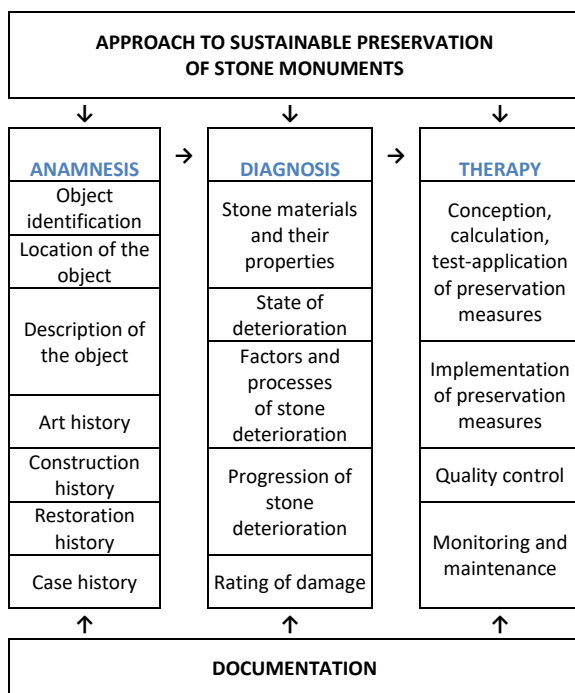 APPROACH TO SUSTAINABLE PRESERVATION
OF STONE MONUMENTS
↓ ↓ ↓
ANAMNESIS
→
DIAGNOSIS
→
THERAPY
Object
identification
Location of the
object
Description of
the object
Art history
Construction
history
Restoration
history
Case history
Stone materials
and their
properties
State of
deterioration
Factors and
processes
of stone
deterioration
Progression of
stone
deterioration
Rating of damage
Conception,
calculation,
test-application
of preservation
measures
Implementation
of preservation
measures
Quality control
Monitoring and
maintenance
↑ ↑ ↑
DOCUMENTATION